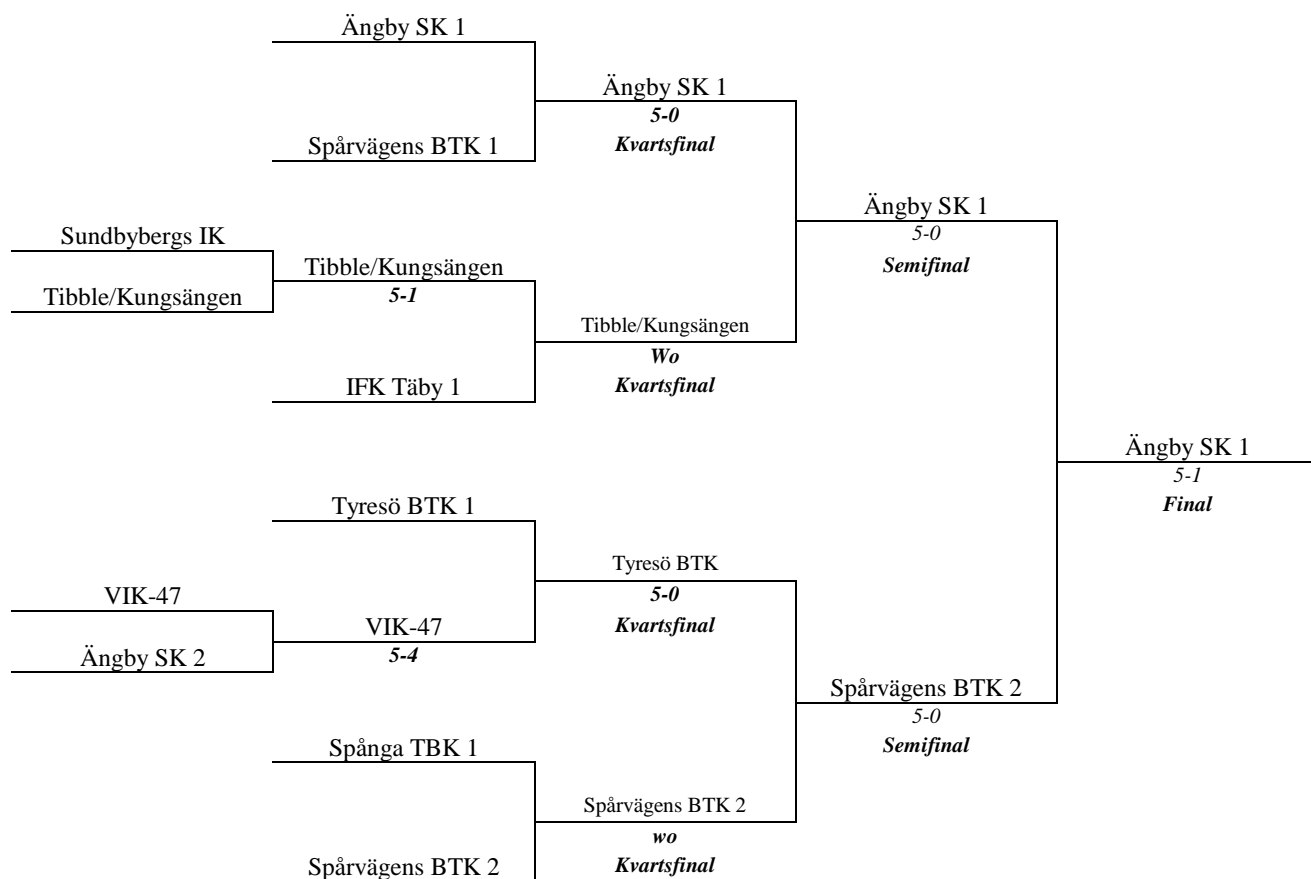 Ängby SK 1
Ängby SK 1
5-0
Spårvägens BTK 1
Kvartsfinal
Ängby SK 1
Sundbybergs IK
5-0
Tibble/Kungsängen
Semifinal
Tibble/Kungsängen
5-1
Tibble/Kungsängen
Wo
IFK Täby 1
Kvartsfinal
Ängby SK 1
5-1
Final
Tyresö BTK 1
Tyresö BTK
VIK-47
5-0
VIK-47
Kvartsfinal
Ängby SK 2
5-4
Spårvägens BTK 2
5-0
Semifinal
Spånga TBK 1
Spårvägens BTK 2
wo
Spårvägens BTK 2
Kvartsfinal